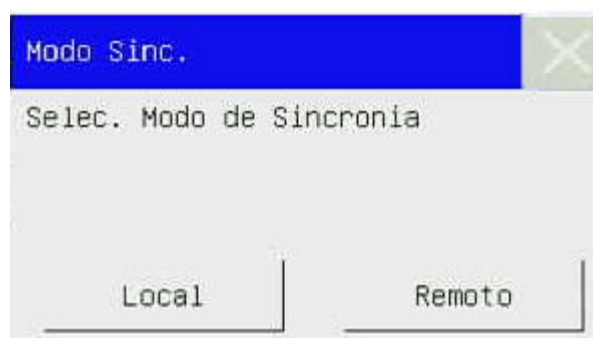 Modo Sinc.
Selec. Modo de Sincronia
Local
Remoto